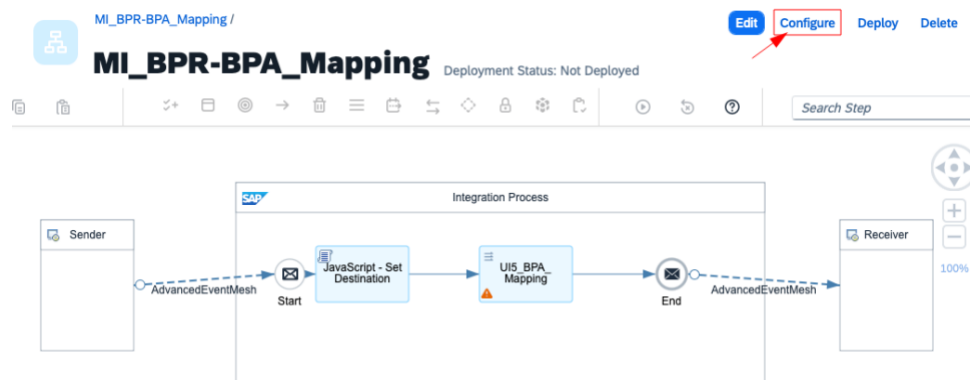 MI_BPR-BPA_Mapping /
Edit Configure Deploy Delete
MI_BPR-BPA_Mapping Deployment Status: Not Deployed
Search Step
SAP
Integration Process
Sender
Receiver
JavaScript - Set
Destination
UI5_BPA_
Mapping
100%
AdvancedEventMesh
AdvancedEventMesh
Start
End